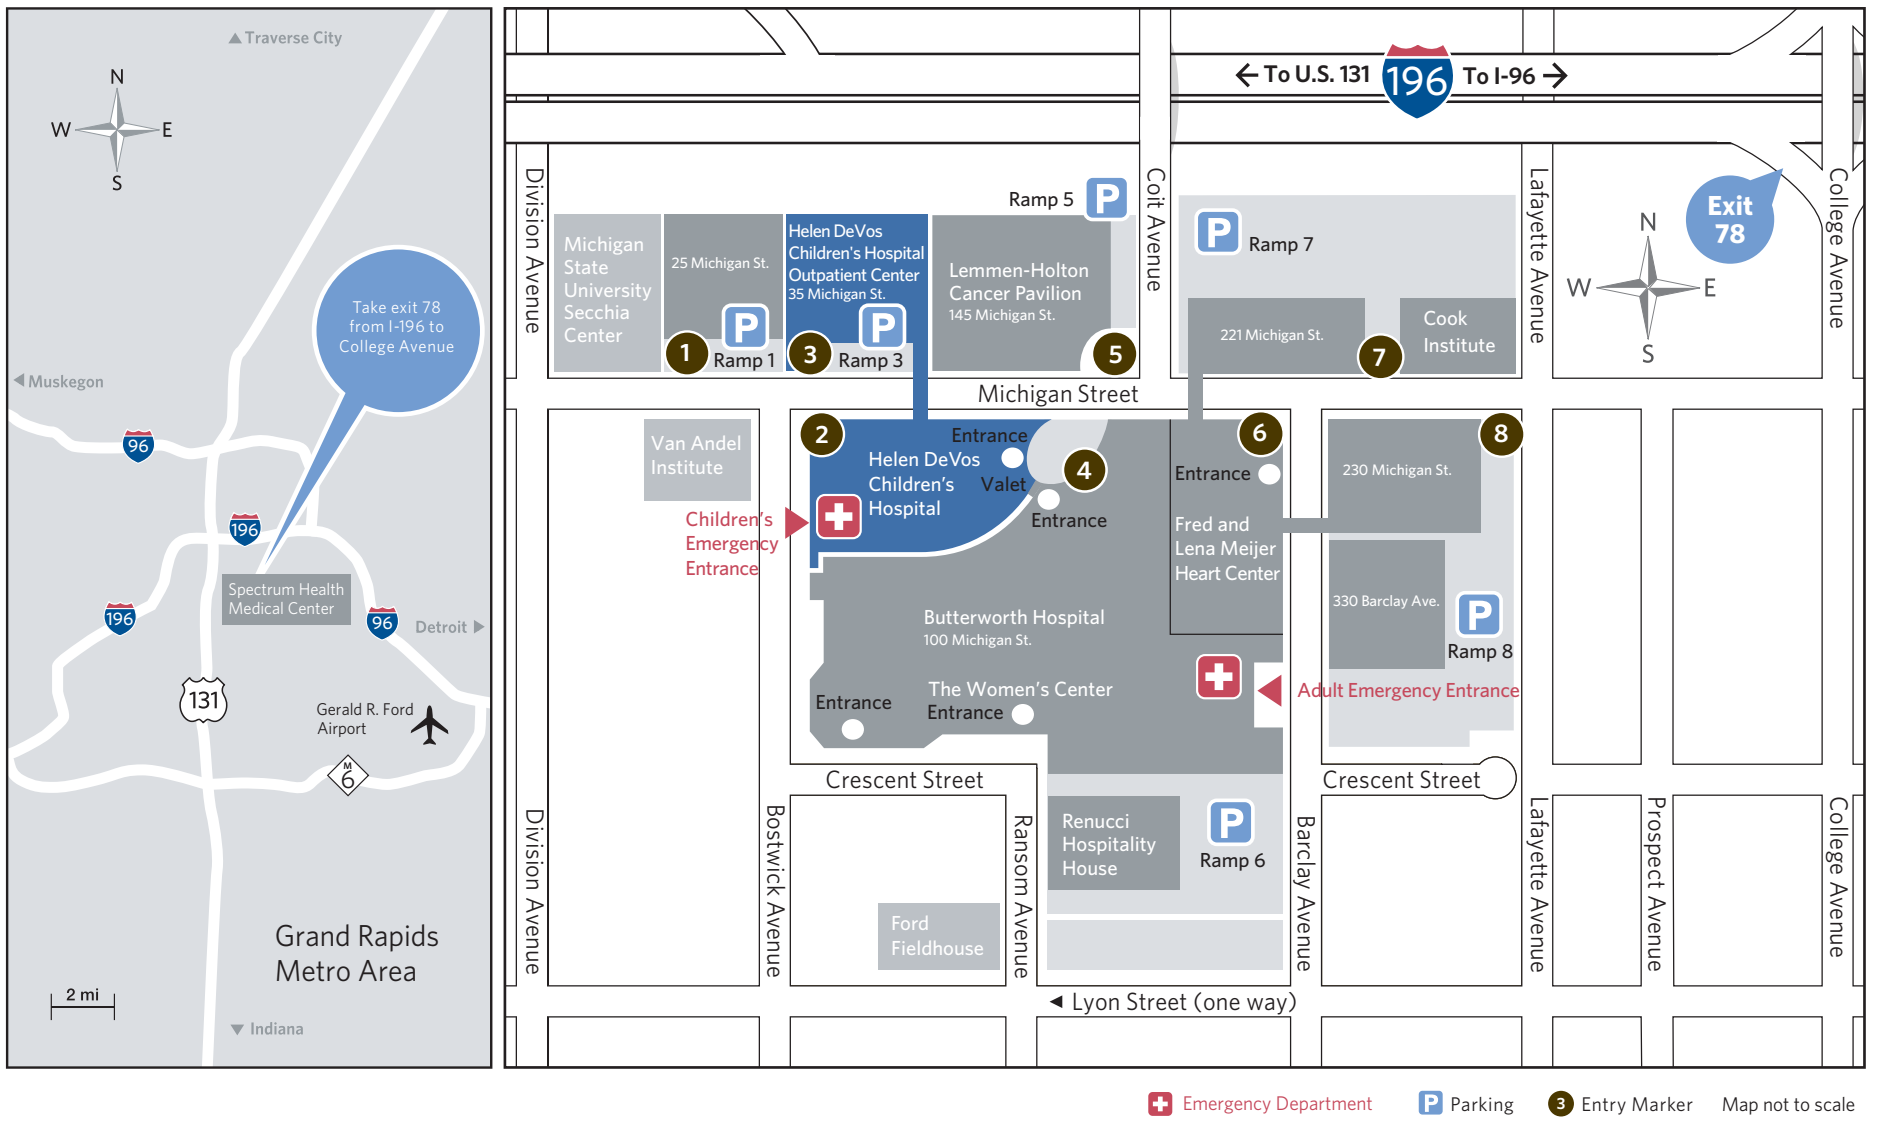 Traverse City
N
W
E
S
Take exit 78
from I-196 to
College Avenue
Muskegon
96
196
Spectrum Health
Medical Center
196
96
Detroit
131
Gerald R. Ford
Airport
M
6
Grand Rapids
Metro Area
2 mi
Indiana
To U.S. 131
196
To I-96
Division Avenue
Coit Avenue
Lafayette Avenue
College Avenue
Exit
78
N
W
E
S
Michigan
State
University
Secchia
Center
25 Michigan St.
P
1
Ramp 1
Helen DeVos
Children's Hospital
Outpatient Center
35 Michigan St.
P
3
Ramp 3
Ramp 5
P
Lemmen-Holton
Cancer Pavilion
145 Michigan St.
5
P
Ramp 7
221 Michigan St.
7
Cook
Institute
Michigan Street
Van Andel
Institute
2
Entrance
Helen DeVos
Children's
Hospital
Valet
4
Entrance
Children's
Emergency
Entrance
6
Entrance
Fred and
Lena Meijer
Heart Center
8
230 Michigan St.
330 Barclay Ave.
P
Ramp 8
Butterworth Hospital
100 Michigan St.
The Women's Center
Entrance
Entrance
Adult Emergency Entrance
Crescent Street
Crescent Street
Division Avenue
Bostwick Avenue
Ransom Avenue
Barclay Avenue
Lafayette Avenue
Prospect Avenue
College Avenue
Renucci
Hospitality
House
P
Ramp 6
Ford
Fieldhouse
Lyon Street (one way)
Emergency Department
P
Parking
3
Entry Marker
Map not to scale